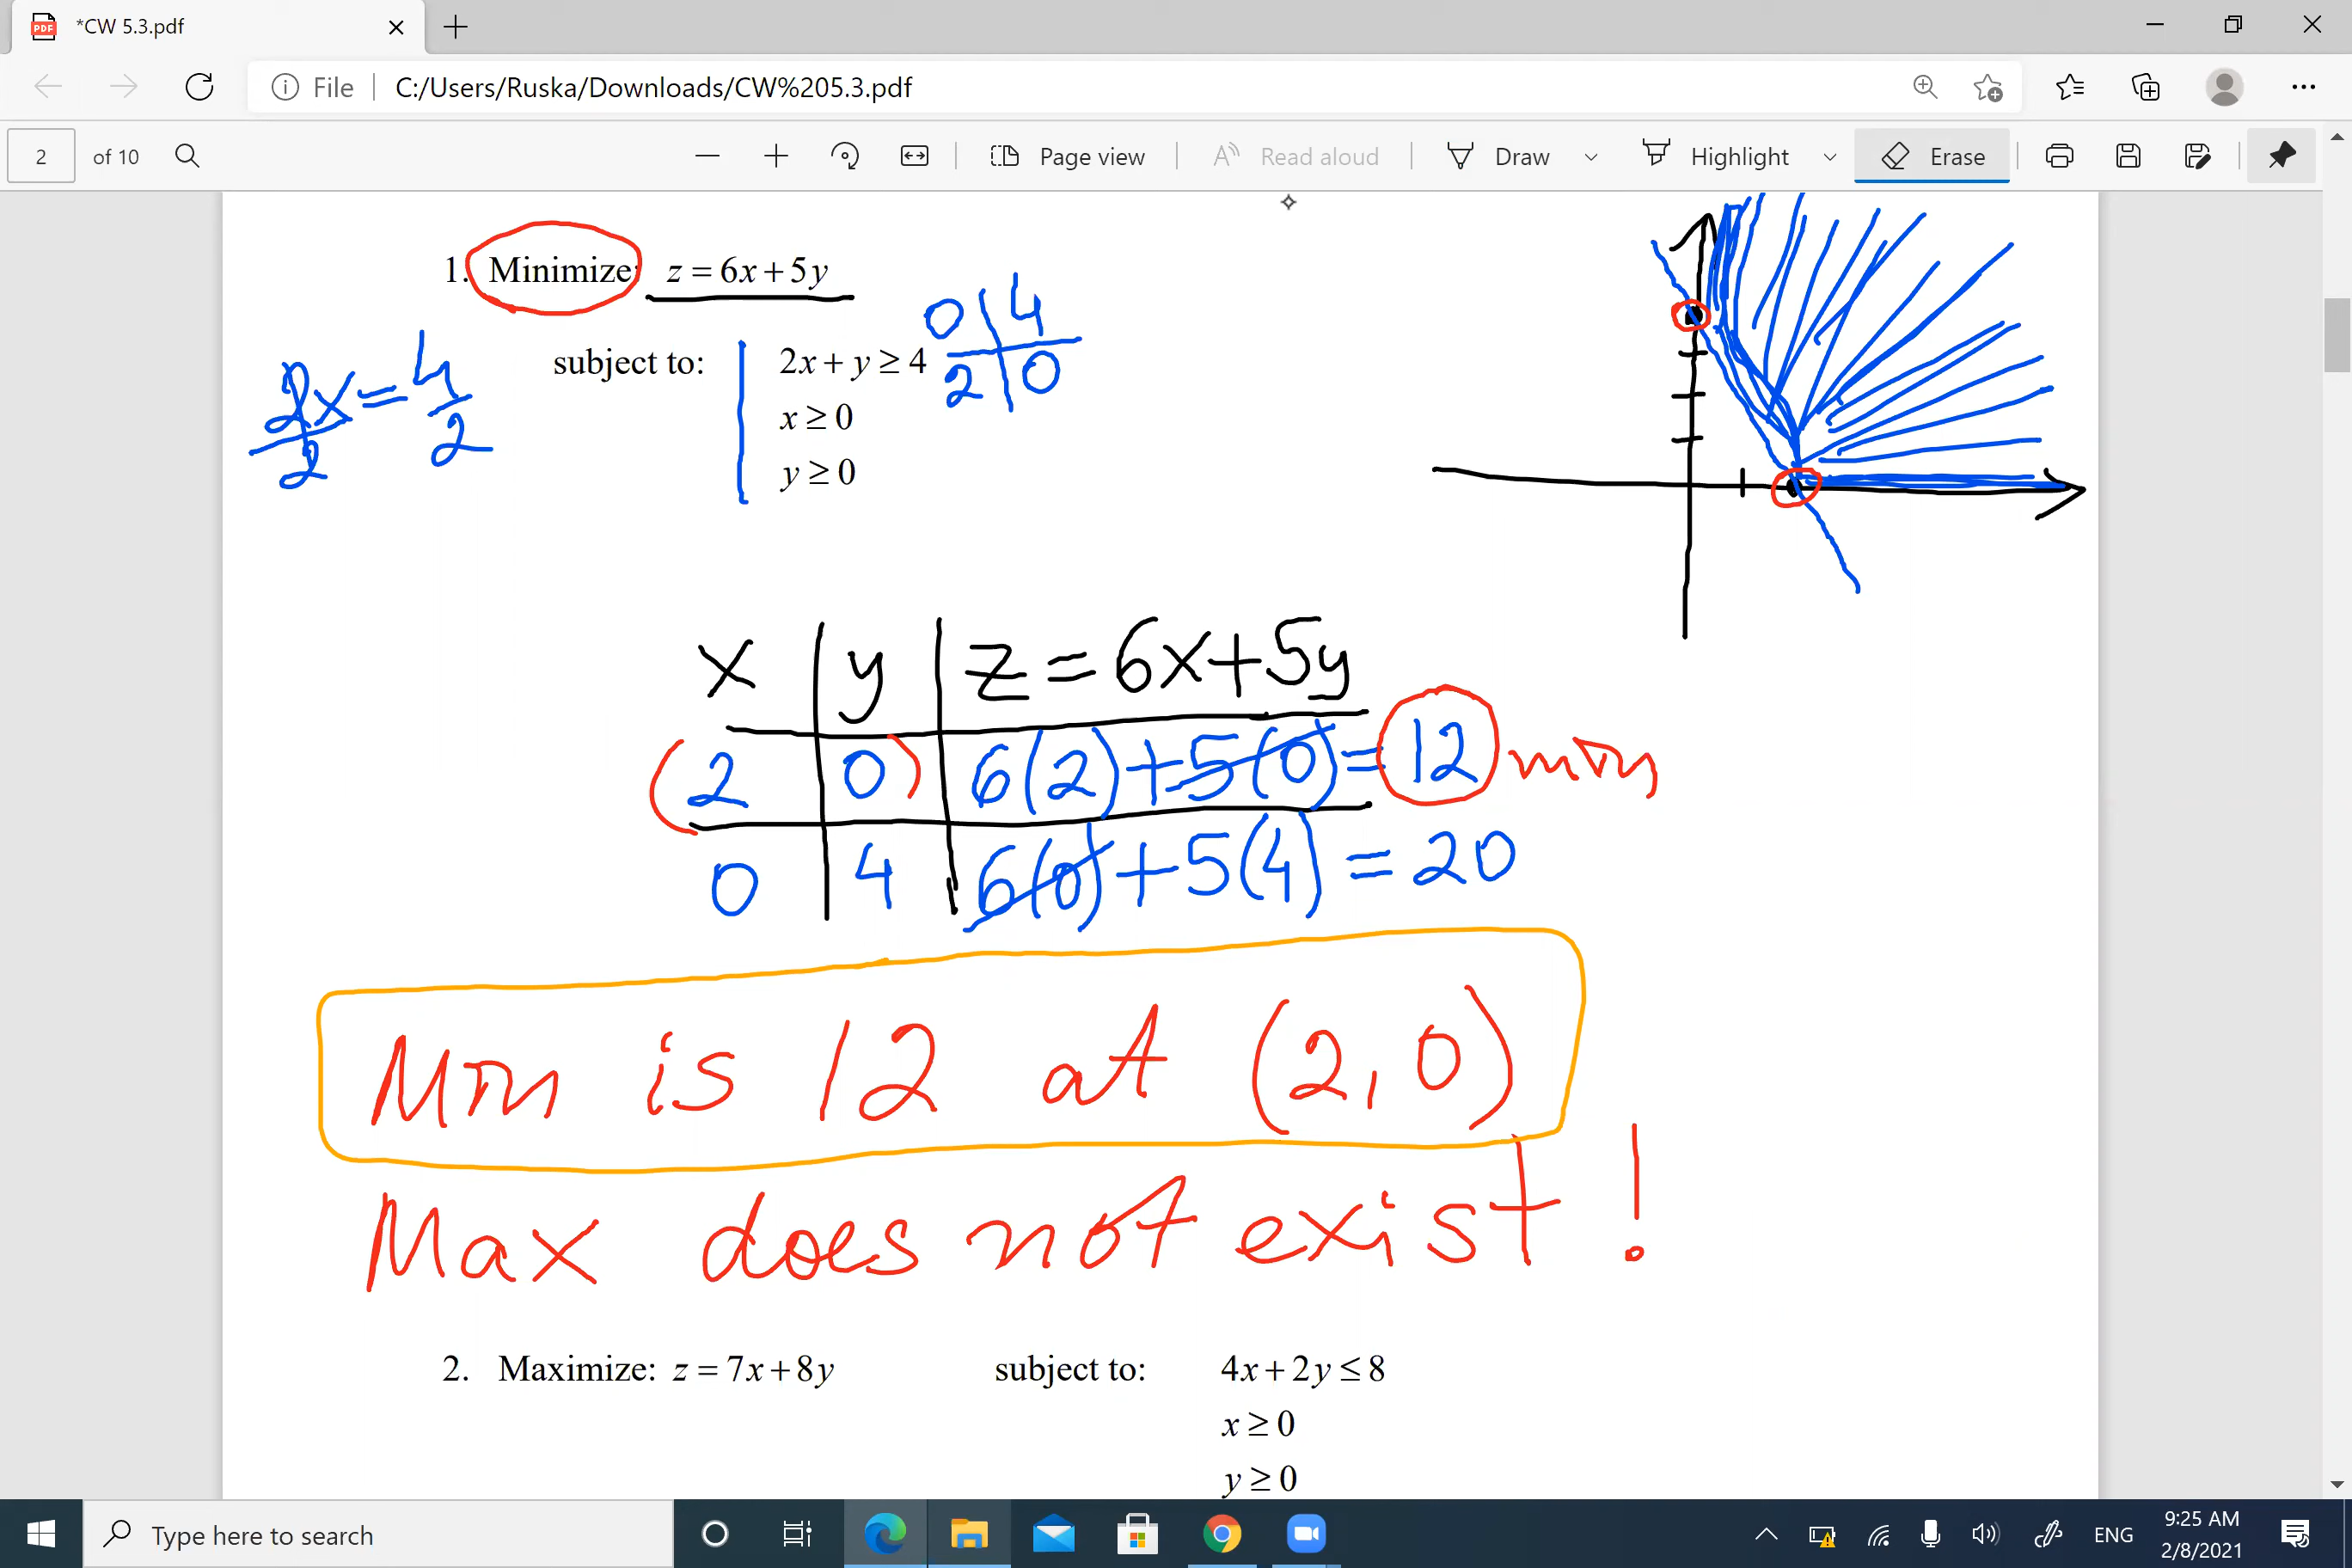 *CW 5.3.pdf
File C:/Users/Ruska/Downloads/CW%205.3.pdf
2 of 10 Page view Read aloud Draw Highlight Erase
1. Minimize: z = 6x + 5y
0 4
subject to: 2x + y ≥ 4
2 0
x ≥ 0
y ≥ 0
2x = 4
2 2
x y z = 6x + 5y
(2 0) 6(2) + 5(0) = 12 min
0 4 6(0) + 5(4) = 20
Min is 12 at (2, 0)
Max does not exist!
2. Maximize: z = 7x + 8y subject to: 4x + 2y ≤ 8
x ≥ 0
y ≥ 0
Type here to search
ENG
9:25 AM
2/8/2021